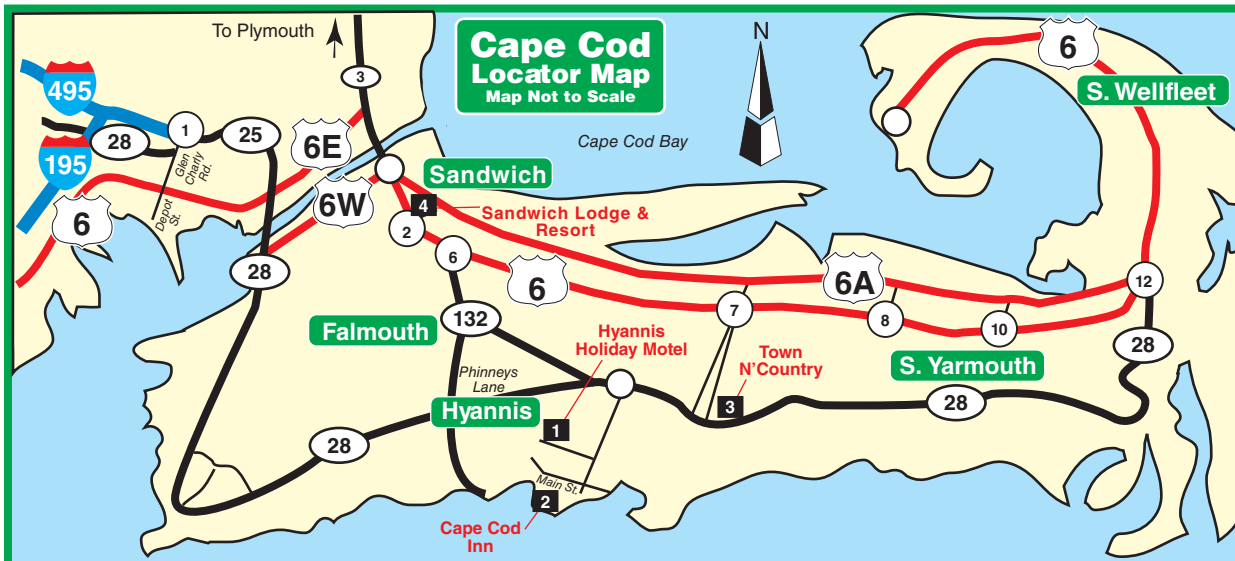 To Plymouth
Cape Cod
Locator Map
Map Not to Scale
N
6
S. Wellfleet
3
495
1
28
25
6E
Cape Cod Bay
195
Glen
Charly
Rd.
Sandwich
6W
4
Sandwich Lodge &
Resort
6
Depot
St.
2
6
28
6
6A
12
7
8
10
132
Falmouth
Hyannis
Holiday Motel
Town
N'Country
28
S. Yarmouth
Phinneys
Lane
3
28
Hyannis
1
28
Main St.
2
Cape Cod
Inn